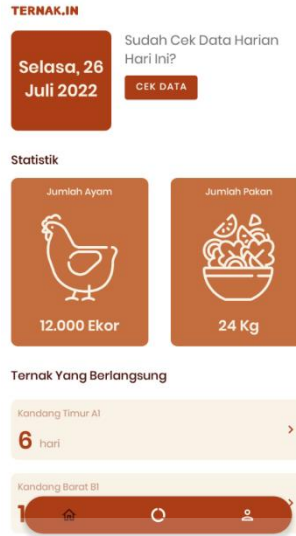 TERNAK.IN
Selasa, 26
Juli 2022
Sudah Cek Data Harian
Hari Ini?
CEK DATA
Statistik
Jumlah Ayam
12.000 Ekor
Jumlah Pakan
24 Kg
Ternak Yang Berlangsung
Kandang Timur A1
6 hari
Kandang Barat B1